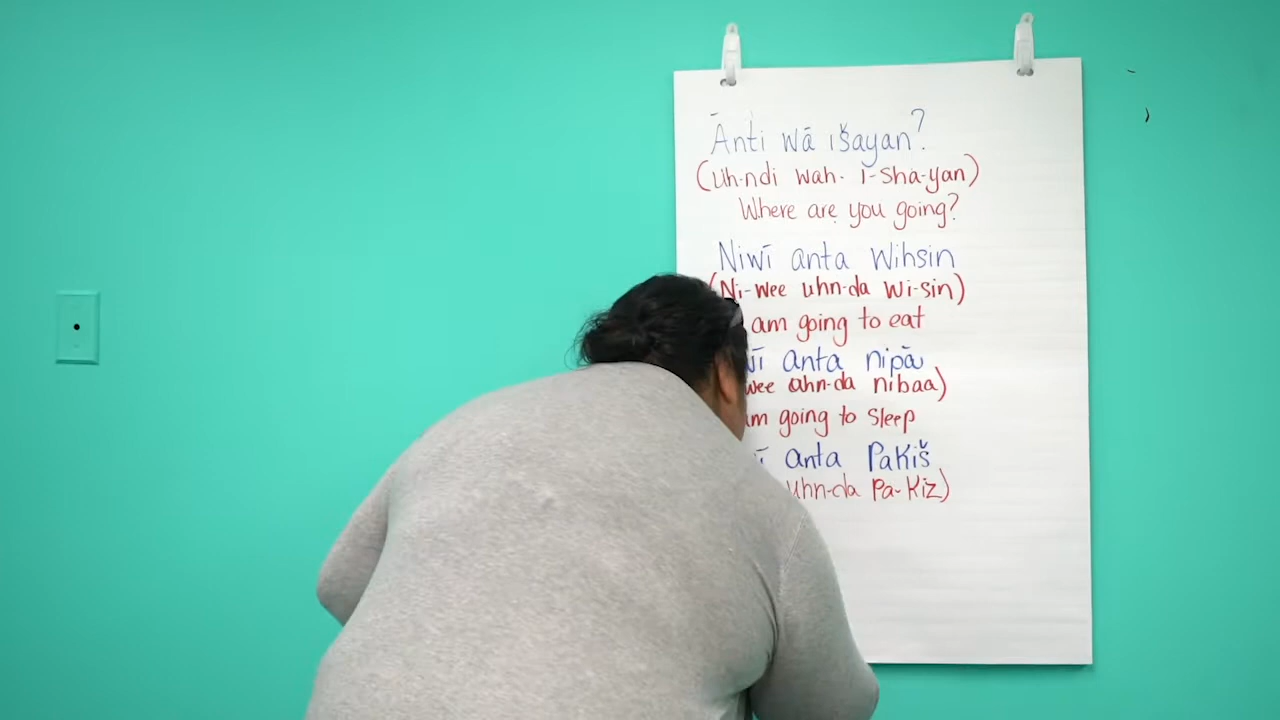 Ānti wā išayan?
(Uh-ndi wah- i-sha-yan)
Where are you going?
Niwī anta wihsin
(Ni-wee uhn-da wi-sin)
am going to eat
anta nipā
wee uhn-da nibaa)
going to sleep
anta Pakiš
uhn-da Pa-Kiz)